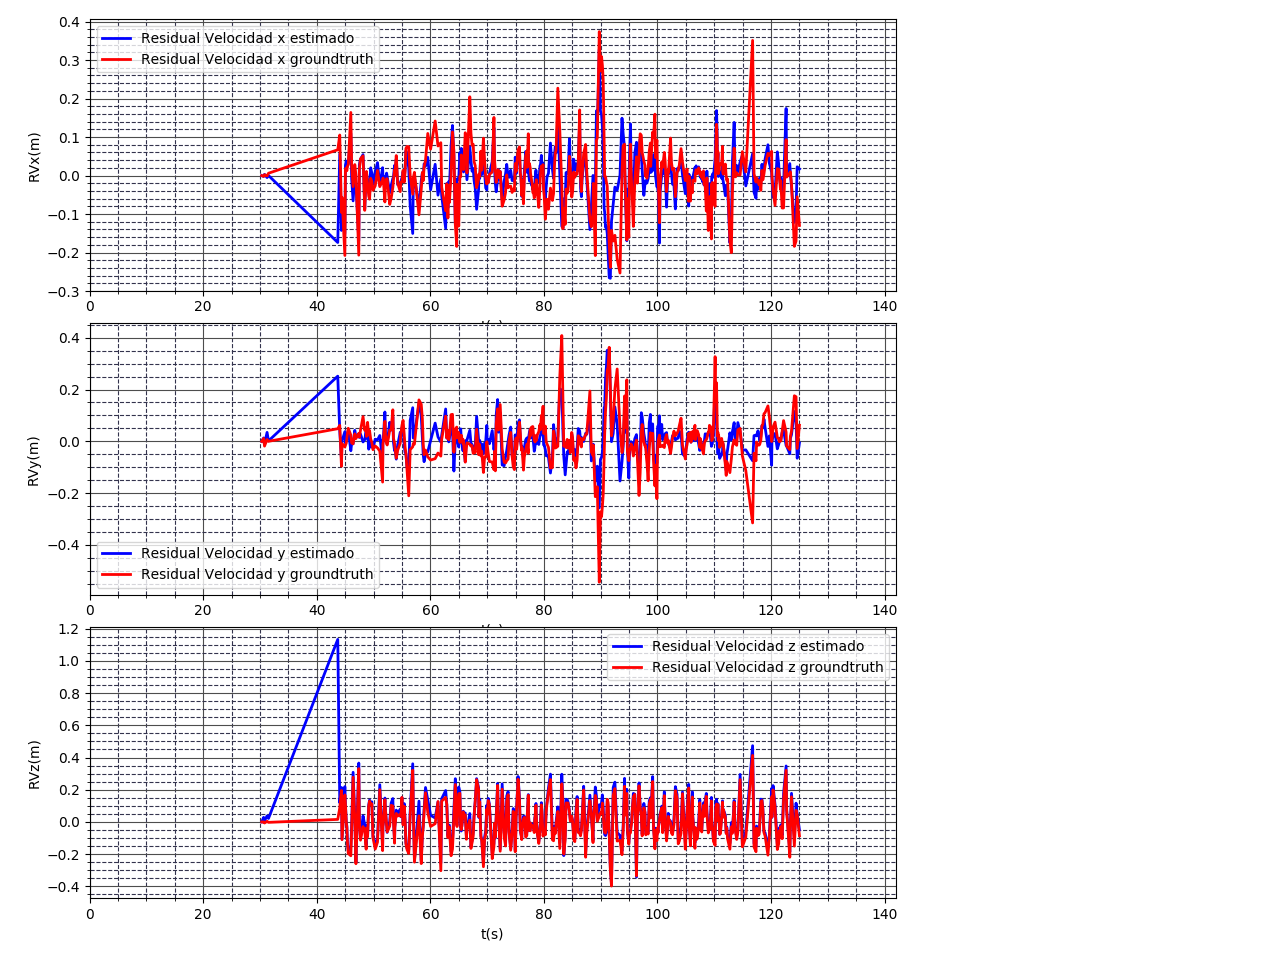 0.4
0.3
0.2
0.1
0.0
−0.1
−0.2
−0.3
RVx(m)
Residual Velocidad x estimado
Residual Velocidad x groundtruth
0 20 40 60 80 100 120 140
0.4
0.2
0.0
−0.2
−0.4
RVy(m)
Residual Velocidad y estimado
Residual Velocidad y groundtruth
0 20 40 60 80 100 120 140
1.2
1.0
0.8
0.6
0.4
0.2
0.0
−0.2
−0.4
RVz(m)
Residual Velocidad z estimado
Residual Velocidad z groundtruth
0 20 40 60 80 100 120 140
t(s)